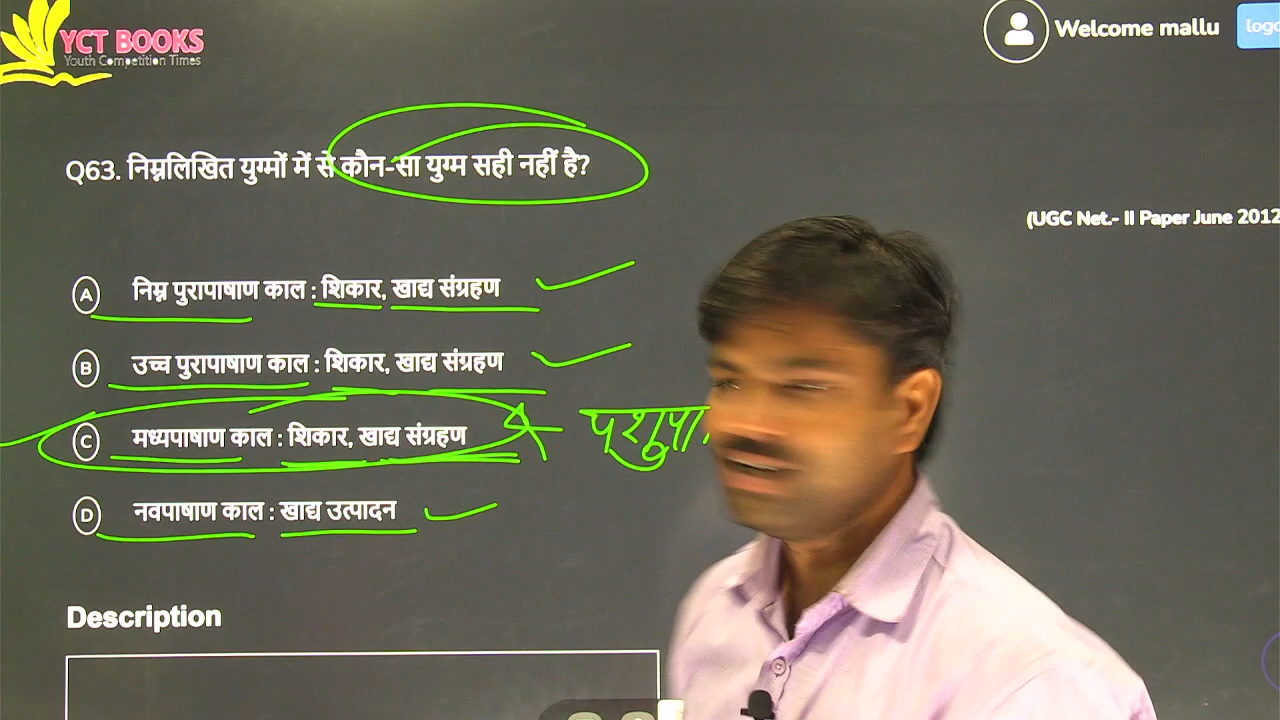 YCT BOOKS
Youth Competition Times
Welcome mallu
Q63. निम्नलिखित युग्मों में से कौन-सा युग्म सही नहीं है?
(UGC Net.- II Paper June 2012
A निम्न पुरापाषाण काल : शिकार, खाद्य संग्रहण
B उच्च पुरापाषाण काल : शिकार, खाद्य संग्रहण
C मध्यपाषाण काल : शिकार, खाद्य संग्रहण
D नवपाषाण काल : खाद्य उत्पादन
Description